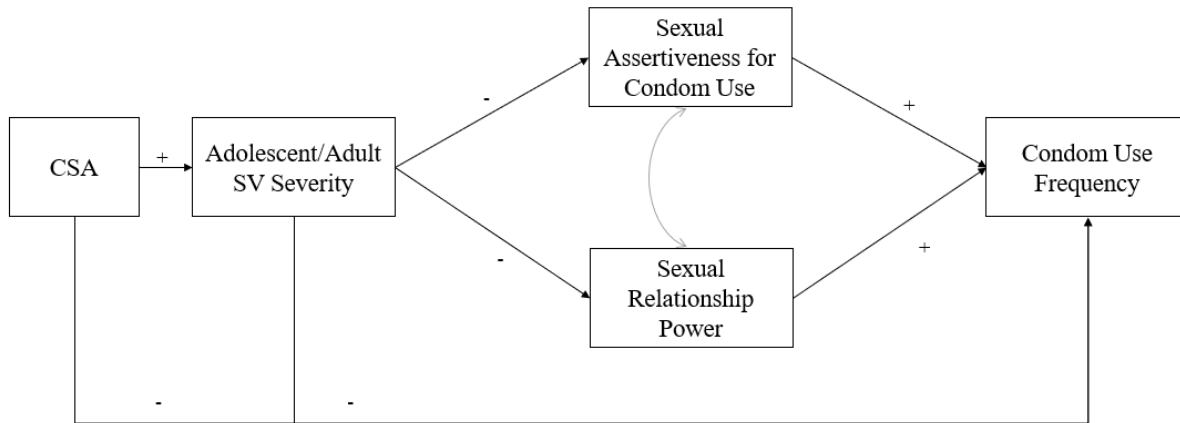 Sexual
Assertiveness for
Condom Use
-
+
CSA
+
Adolescent/Adult
SV Severity
Condom Use
Frequency
-
+
Sexual
Relationship
Power
-
-